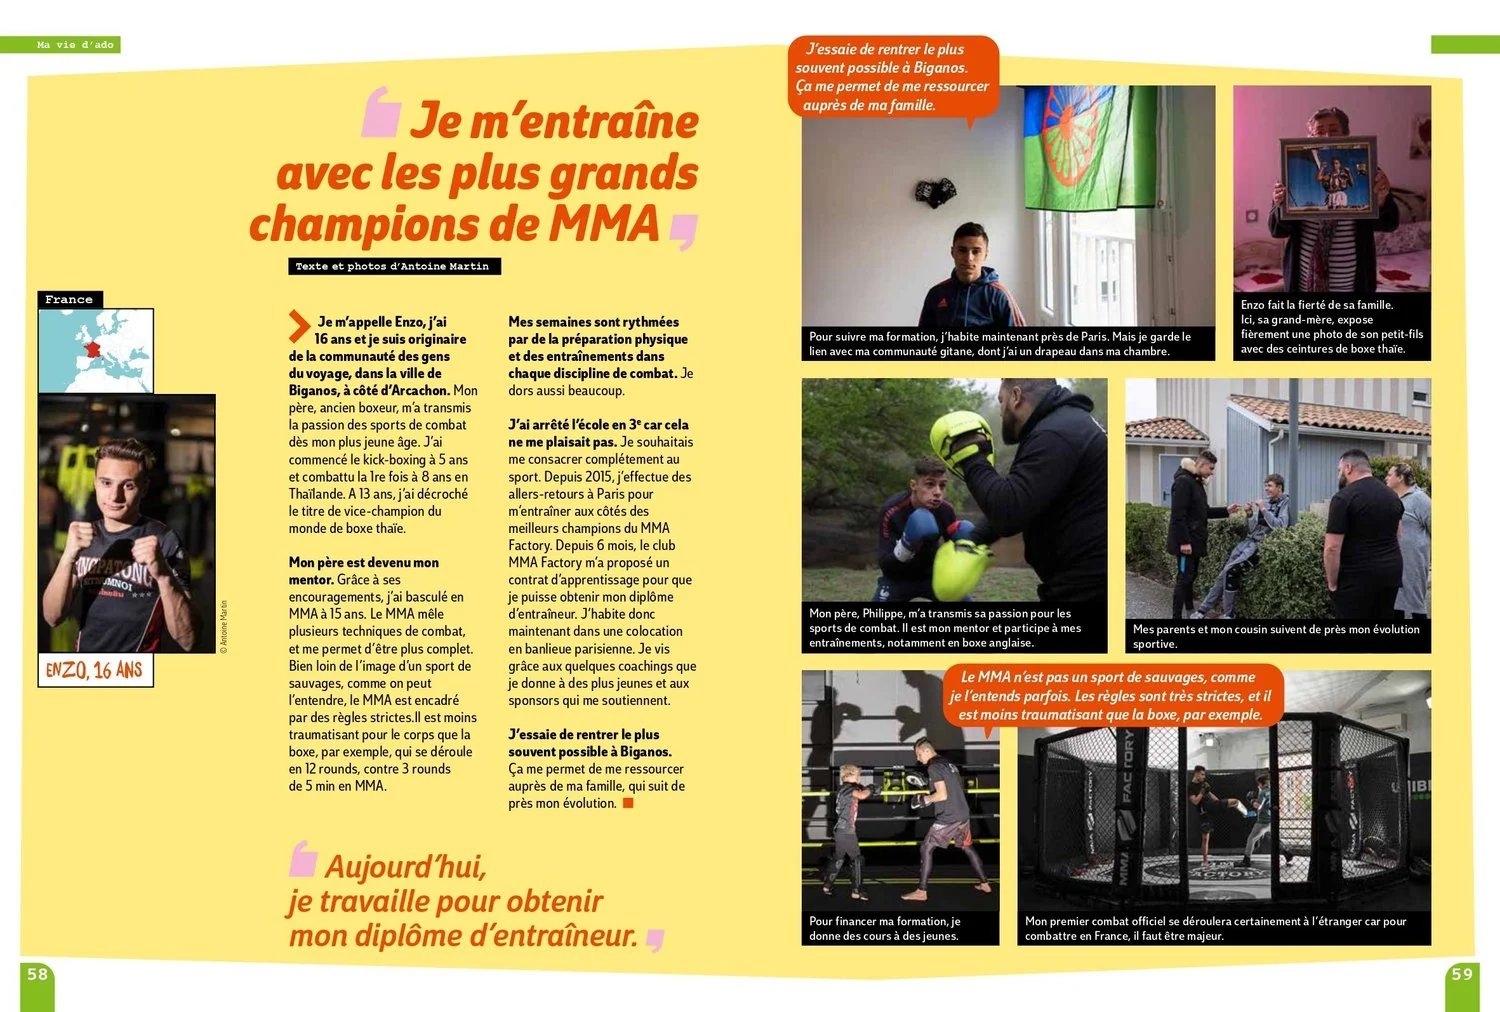 Ma vie d'ado
❛ Je m'entraîne
avec les plus grands
champions de MMA ❜
Texte et photos d'Antoine Martin
France
ENZO, 16 ANS
© Antoine Martin
Je m'appelle Enzo, j'ai
16 ans et je suis originaire
de la communauté des gens
du voyage, dans la ville de
Biganos, à côté d'Arcachon. Mon
père, ancien boxeur, m'a transmis
la passion des sports de combat
dès mon plus jeune âge. J'ai
commencé le kick-boxing à 5 ans
et combattu la 1re fois à 8 ans en
Thaïlande. A 13 ans, j'ai décroché
le titre de vice-champion du
monde de boxe thaïe.
Mon père est devenu mon
mentor. Grâce à ses
encouragements, j'ai basculé en
MMA à 15 ans. Le MMA mêle
plusieurs techniques de combat,
et me permet d'être plus complet.
Bien loin de l'image d'un sport de
sauvages, comme on peut
l'entendre, le MMA est encadré
par des règles strictes.Il est moins
traumatisant pour le corps que la
boxe, par exemple, qui se déroule
en 12 rounds, contre 3 rounds
de 5 min en MMA.
Mes semaines sont rythmées
par de la préparation physique
et des entraînements dans
chaque discipline de combat. Je
dors aussi beaucoup.
J'ai arrêté l'école en 3e car cela
ne me plaisait pas. Je souhaitais
me consacrer complétement au
sport. Depuis 2015, j'effectue des
allers-retours à Paris pour
m'entraîner aux côtés des
meilleurs champions du MMA
Factory. Depuis 6 mois, le club
MMA Factory m'a proposé un
contrat d'apprentissage pour que
je puisse obtenir mon diplôme
d'entraîneur. J'habite donc
maintenant dans une colocation
en banlieue parisienne. Je vis
grâce aux quelques coachings que
je donne à des plus jeunes et aux
sponsors qui me soutiennent.
J'essaie de rentrer le plus
souvent possible à Biganos.
Ça me permet de me ressourcer
auprès de ma famille, qui suit de
près mon évolution.
❛ Aujourd'hui,
je travaille pour obtenir
mon diplôme d'entraîneur. ❜
58
J'essaie de rentrer le plus
souvent possible à Biganos.
Ça me permet de me ressourcer
auprès de ma famille.
Pour suivre ma formation, j'habite maintenant près de Paris. Mais je garde le
lien avec ma communauté gitane, dont j'ai un drapeau dans ma chambre.
Enzo fait la fierté de sa famille.
Ici, sa grand-mère, expose
fièrement une photo de son petit-fils
avec des ceintures de boxe thaïe.
Mon père, Philippe, m'a transmis sa passion pour les
sports de combat. Il est mon mentor et participe à mes
entraînements, notamment en boxe anglaise.
Mes parents et mon cousin suivent de près mon évolution
sportive.
Le MMA n'est pas un sport de sauvages, comme
je l'entends parfois. Les règles sont très strictes, et il
est moins traumatisant que la boxe, par exemple.
MMA FACTORY
Pour financer ma formation, je
donne des cours à des jeunes.
Mon premier combat officiel se déroulera certainement à l'étranger car pour
combattre en France, il faut être majeur.
59